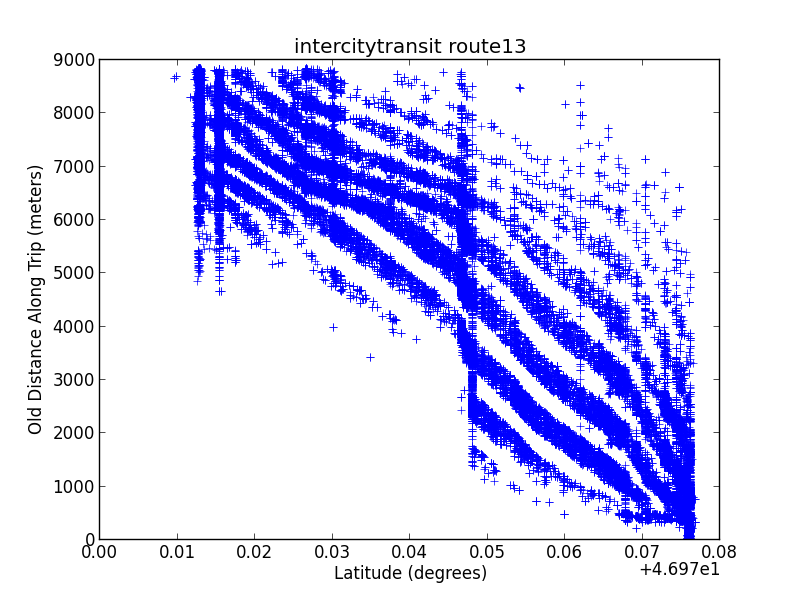 intercitytransit route13
9000
8000
7000
6000
5000
4000
3000
2000
1000
0
Old Distance Along Trip (meters)
0.00 0.01 0.02 0.03 0.04 0.05 0.06 0.07 0.08
+4.697e1
Latitude (degrees)